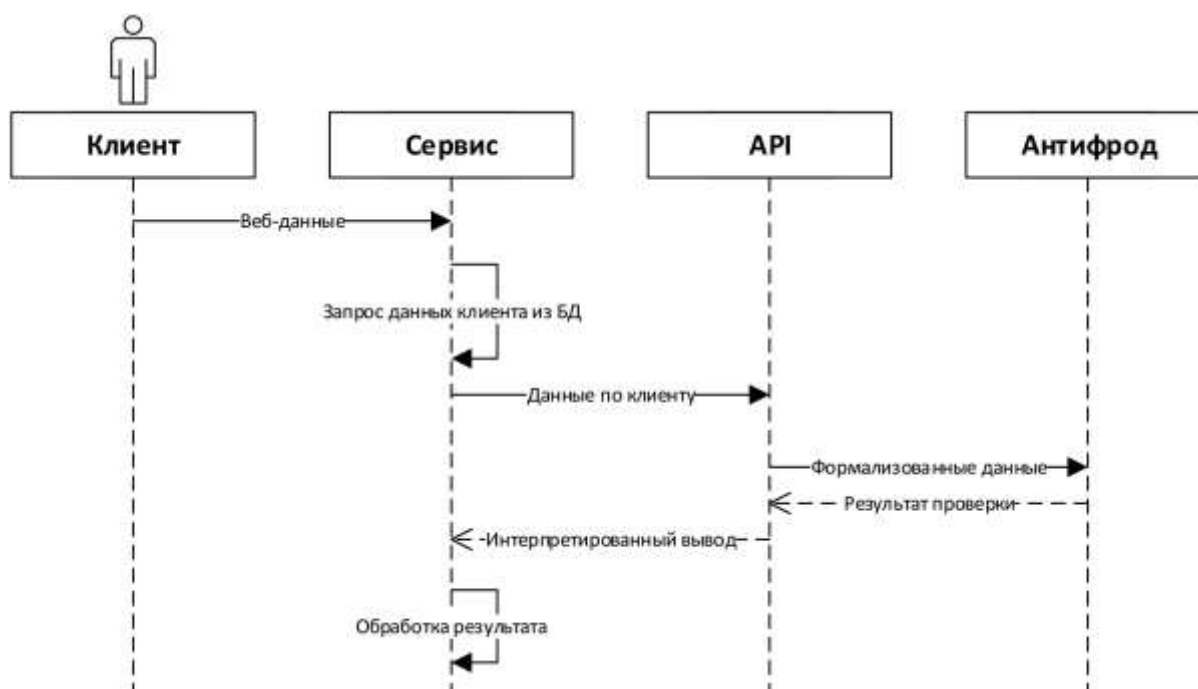 Клиент
Сервис
API
Антифрод
Веб-данные
Запрос данных клиента из БД
Данные по клиенту
Формализованные данные
Результат проверки
Интерпретированный вывод
Обработка результата